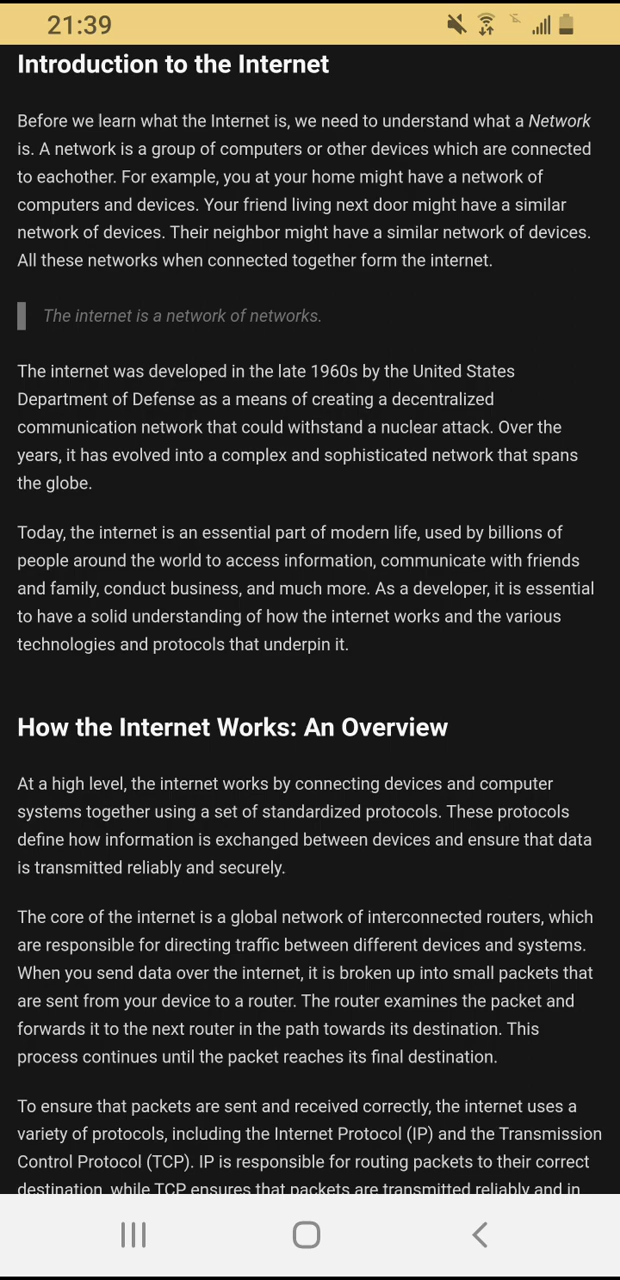 21:39
Introduction to the Internet
Before we learn what the Internet is, we need to understand what a Network
is. A network is a group of computers or other devices which are connected
to eachother. For example, you at your home might have a network of
computers and devices. Your friend living next door might have a similar
network of devices. Their neighbor might have a similar network of devices.
All these networks when connected together form the internet.
The internet is a network of networks.
The internet was developed in the late 1960s by the United States
Department of Defense as a means of creating a decentralized
communication network that could withstand a nuclear attack. Over the
years, it has evolved into a complex and sophisticated network that spans
the globe.
Today, the internet is an essential part of modern life, used by billions of
people around the world to access information, communicate with friends
and family, conduct business, and much more. As a developer, it is essential
to have a solid understanding of how the internet works and the various
technologies and protocols that underpin it.
How the Internet Works: An Overview
At a high level, the internet works by connecting devices and computer
systems together using a set of standardized protocols. These protocols
define how information is exchanged between devices and ensure that data
is transmitted reliably and securely.
The core of the internet is a global network of interconnected routers, which
are responsible for directing traffic between different devices and systems.
When you send data over the internet, it is broken up into small packets that
are sent from your device to a router. The router examines the packet and
forwards it to the next router in the path towards its destination. This
process continues until the packet reaches its final destination.
To ensure that packets are sent and received correctly, the internet uses a
variety of protocols, including the Internet Protocol (IP) and the Transmission
Control Protocol (TCP). IP is responsible for routing packets to their correct
destination, while TCP ensures that packets are transmitted reliably and in